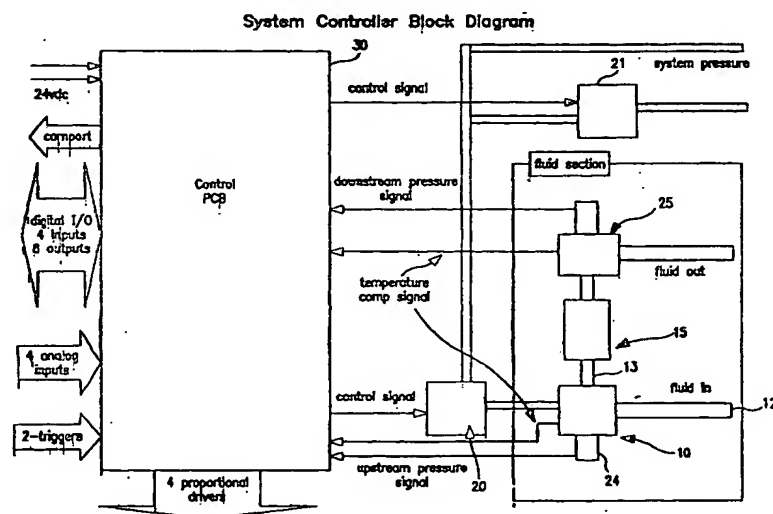 System Controller Block Diagram
30
21
system pressure
24vdc
control signal
comport
fluid section
Control
PCB
downstream pressure
signal
25
digital I/O
4 inputs
8 outputs
fluid out
temperature
comp signal
15
13
4 analog
inputs
control signal
fluid in
12
2-triggers
10
upstream pressure
signal
20
24
4 proportional
drivers